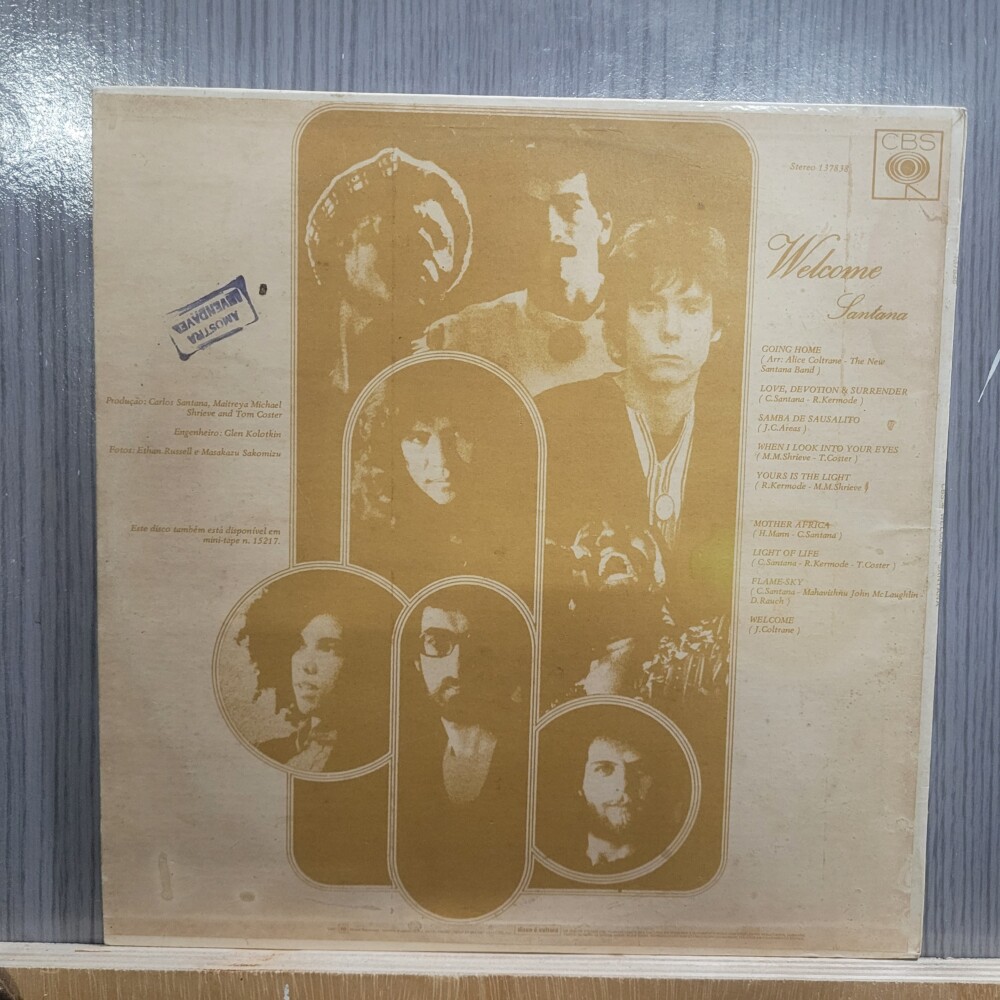 CBS
Stereo 137838
Welcome
Santana
AMOSTRA
INVENDAVEL
Produção: Carlos Santana, Maitreya Michael
Shrieve and Tom Coster
Engenheiro: Glen Kolotkin
Fotos: Ethan Russell e Masakazu Sakomizu
Este disco também está disponível em
mini-tape n. 15217.
GOING HOME
( Arr: Alice Coltrane - The New
Santana Band )
LOVE, DEVOTION & SURRENDER
( C.Santana - R.Kermode )
SAMBA DE SAUSALITO
( J.C.Areas )
WHEN I LOOK INTO YOUR EYES
( M.M.Shrieve - T.Coster )
YOURS IS THE LIGHT
( R.Kermode - M.M.Shrieve )
MOTHER AFRICA
( H.Mann - C.Santana )
LIGHT OF LIFE
( C.Santana - R.Kermode - T.Coster )
FLAME-SKY
( C.Santana - Mahavishnu John McLaughlin -
D.Rauch )
WELCOME
( J.Coltrane )
disco é cultura